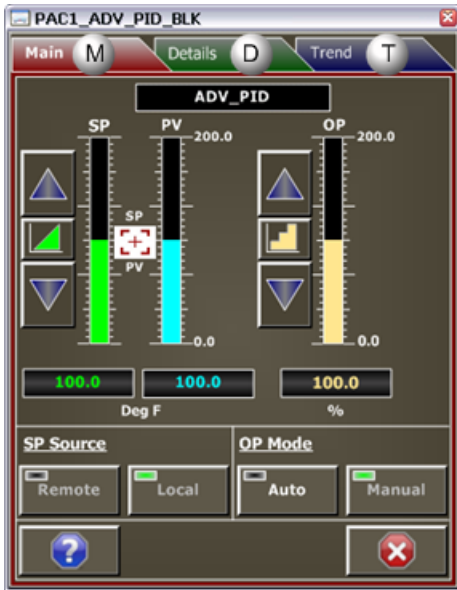 PAC1_ADV_PID_BLK
Main M Details D Trend T
ADV_PID
SP PV OP
200.0 200.0
SP
PV
0.0 0.0
100.0 100.0 100.0
Deg F %
SP Source OP Mode
Remote Local Auto Manual
?